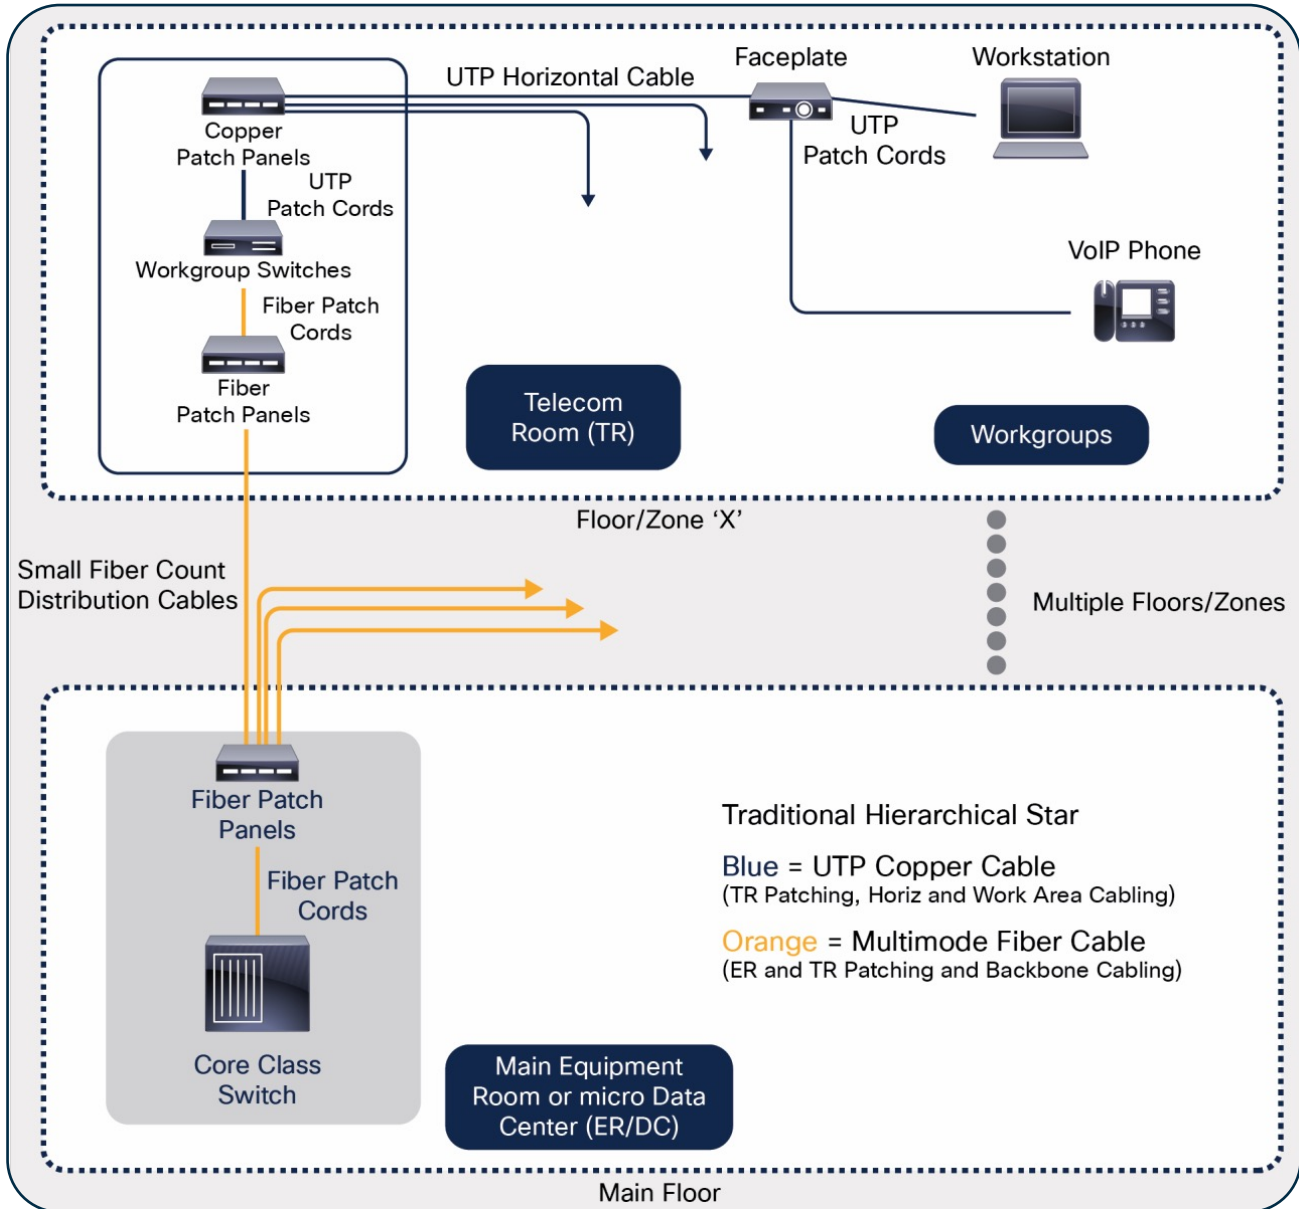 UTP Horizontal Cable
Faceplate
Workstation
Copper
Patch Panels
UTP
Patch Cords
UTP
Patch Cords
Workgroup Switches
VoIP Phone
Fiber Patch
Cords
Fiber
Patch Panels
Telecom
Room (TR)
Workgroups
Floor/Zone ‘X’
Small Fiber Count
Distribution Cables
Multiple Floors/Zones
Fiber Patch
Panels
Fiber Patch
Cords
Core Class
Switch
Traditional Hierarchical Star
Blue = UTP Copper Cable
(TR Patching, Horiz and Work Area Cabling)
Orange = Multimode Fiber Cable
(ER and TR Patching and Backbone Cabling)
Main Equipment
Room or micro Data
Center (ER/DC)
Main Floor